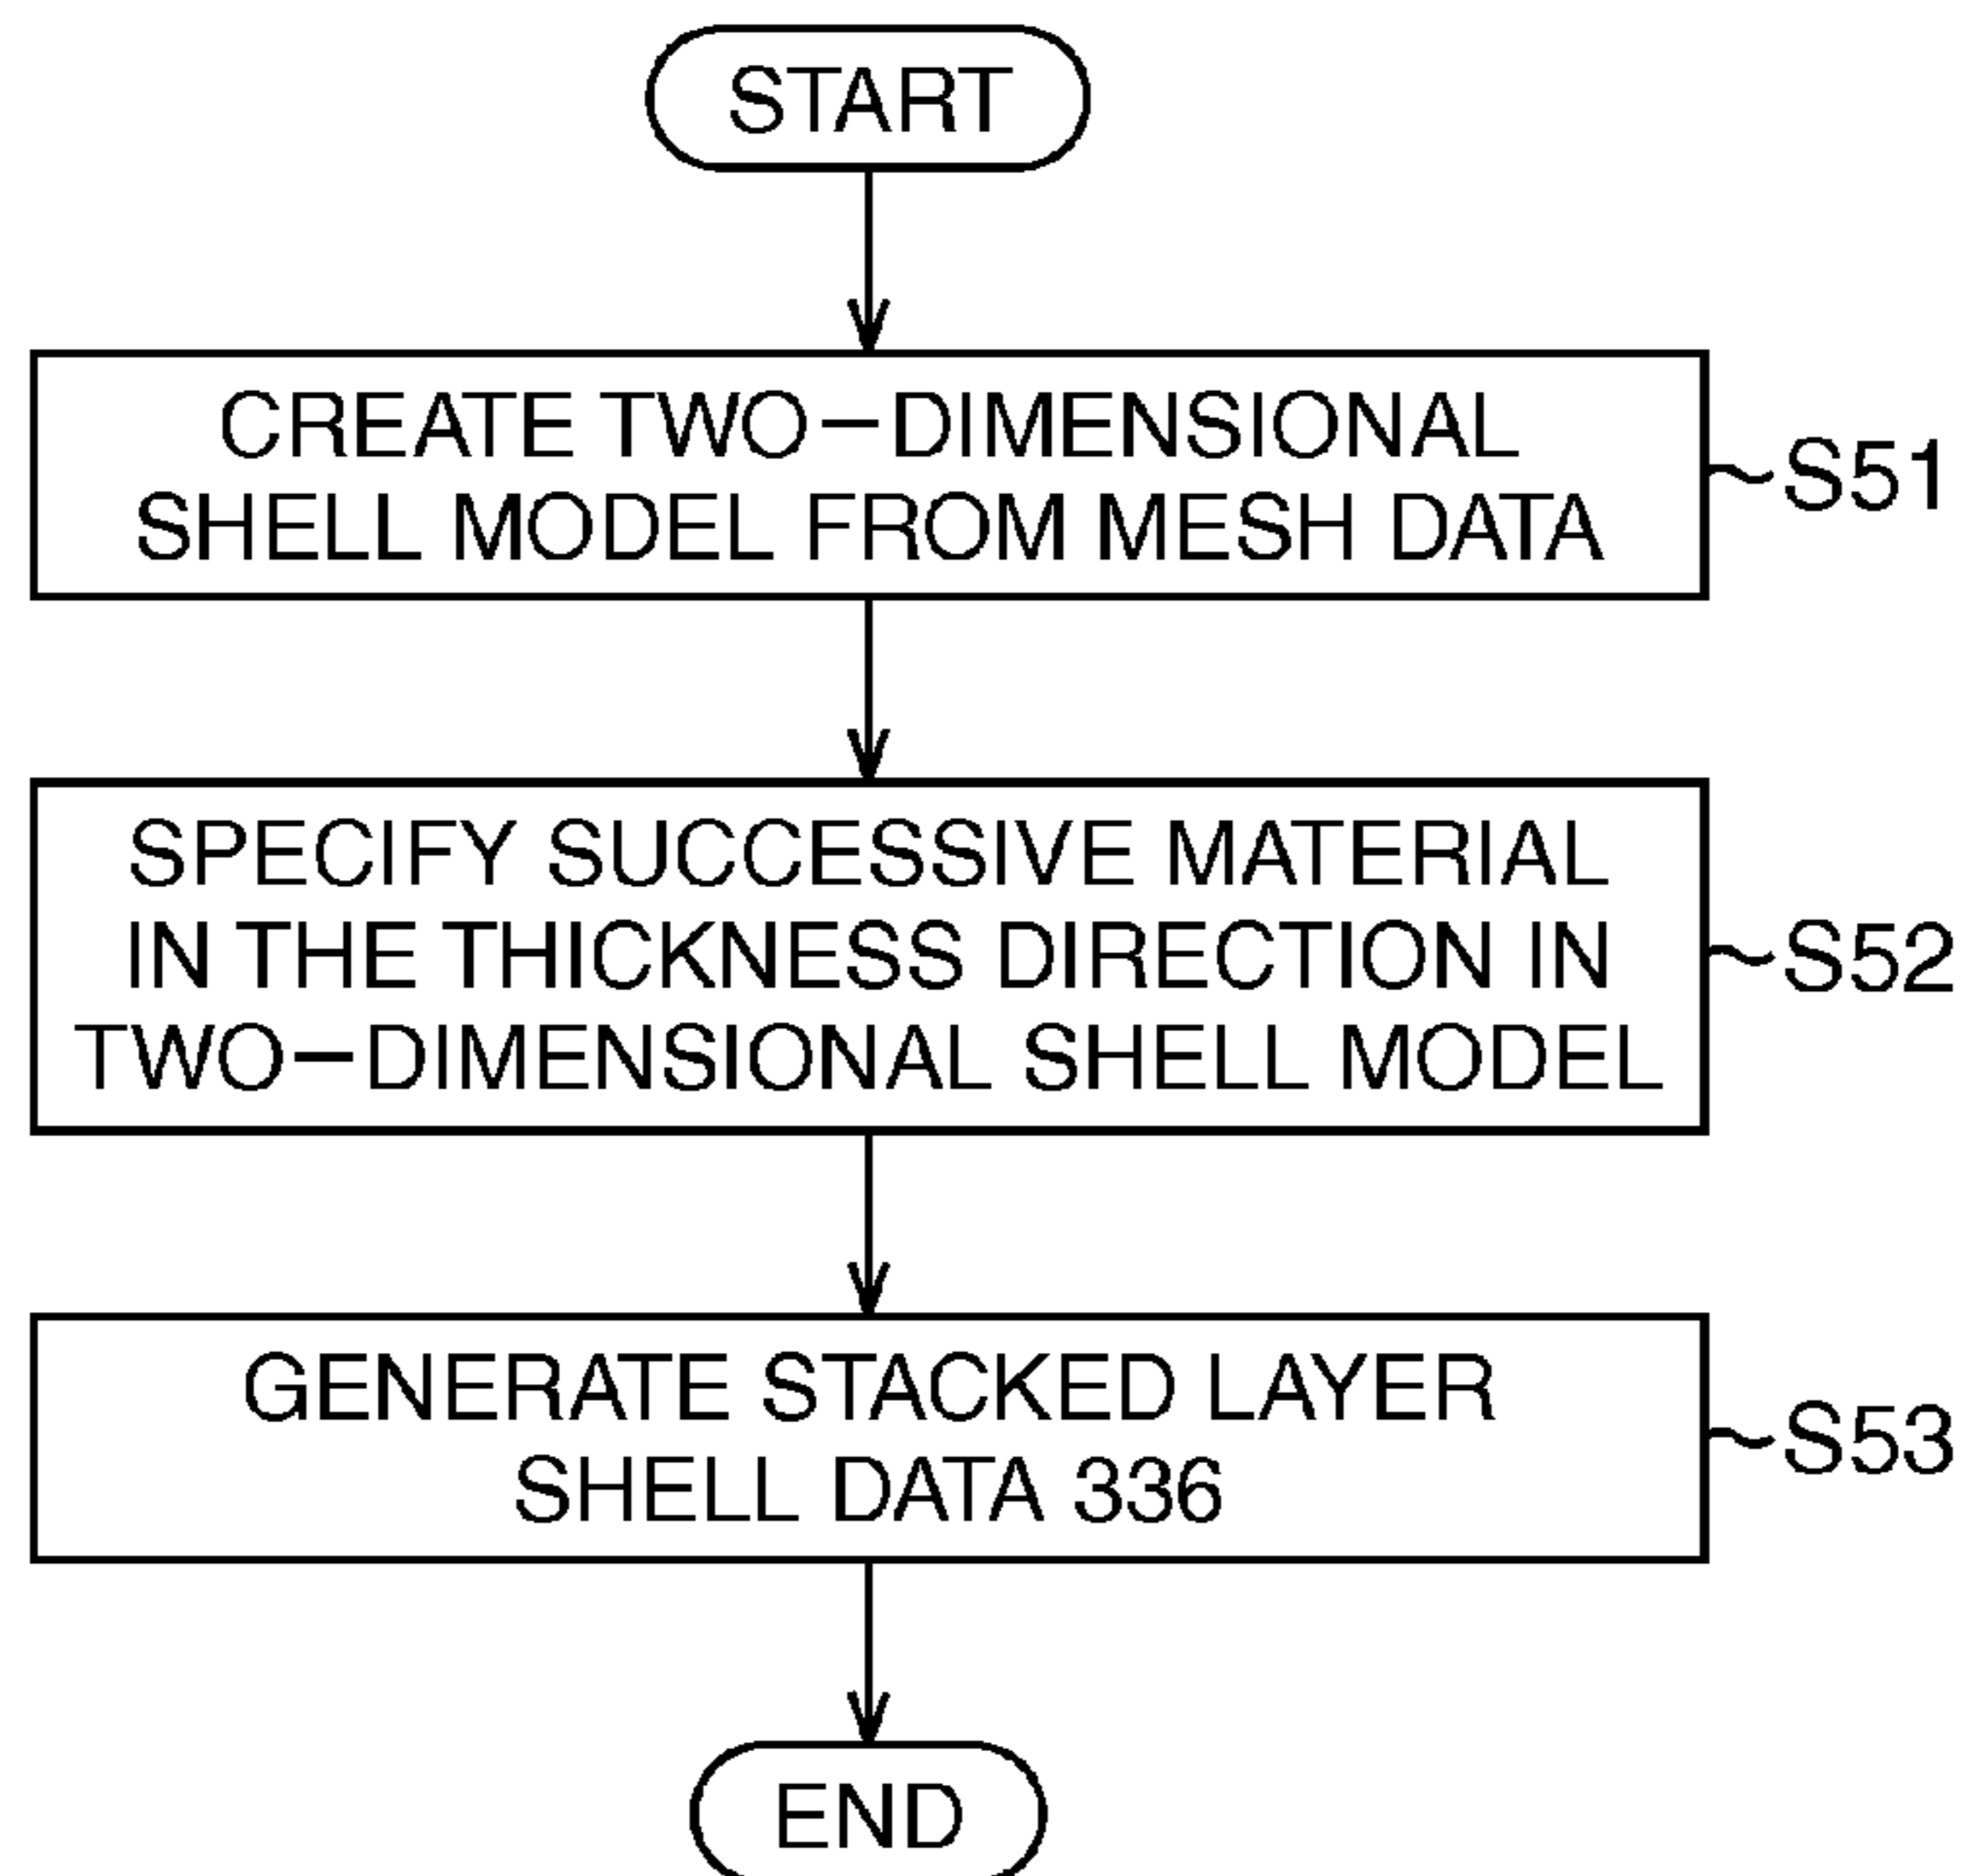 START
CREATE TWO-DIMENSIONAL
SHELL MODEL FROM MESH DATA
S51
SPECIFY SUCCESSIVE MATERIAL
IN THE THICKNESS DIRECTION IN
TWO-DIMENSIONAL SHELL MODEL
S52
GENERATE STACKED LAYER
SHELL DATA 336
S53
END